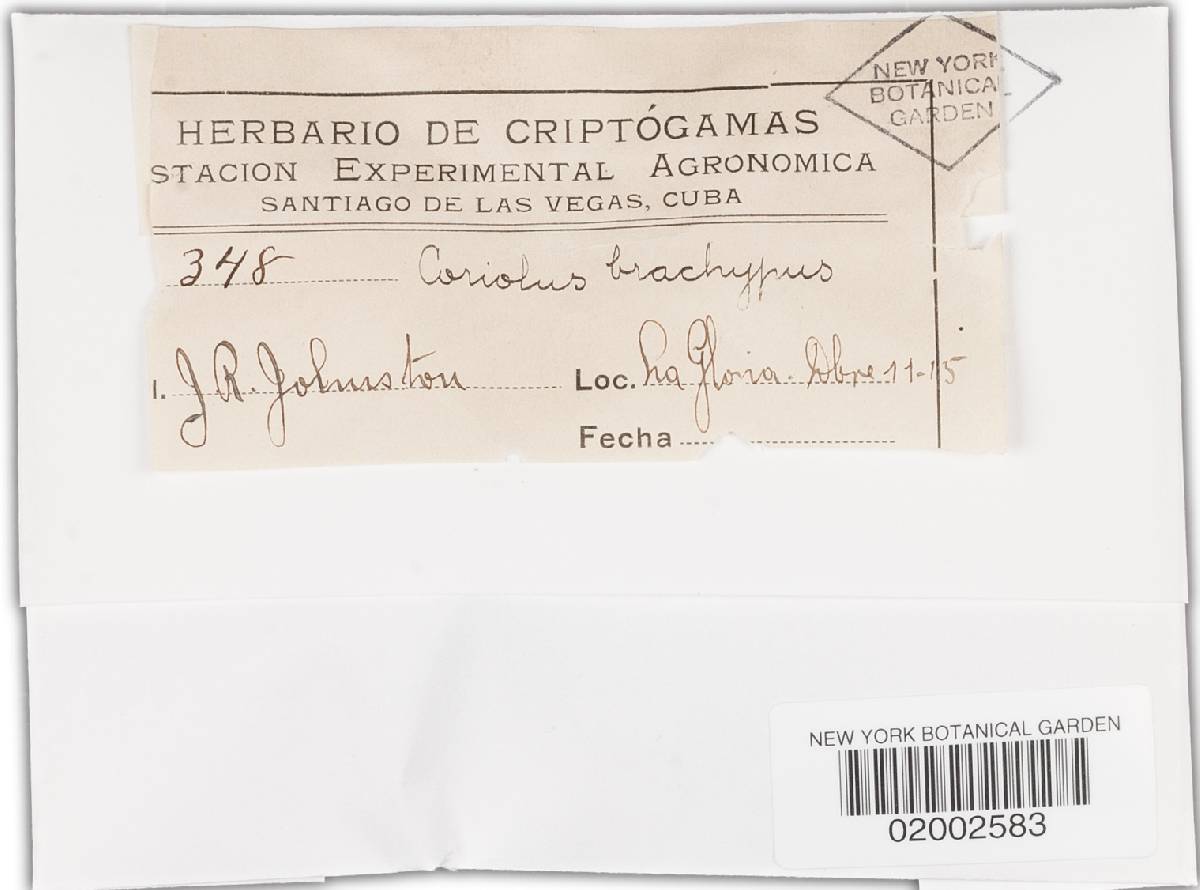 NEW YORK
BOTANICAL
GARDEN
HERBARIO DE CRIPTÓGAMAS
STACION EXPERIMENTAL AGRONOMICA
SANTIAGO DE LAS VEGAS, CUBA
348 Coriolus brachypus
l. J. R. Johnston Loc. La Gloria. Dbre 11-15
Fecha
NEW YORK BOTANICAL GARDEN
02002583